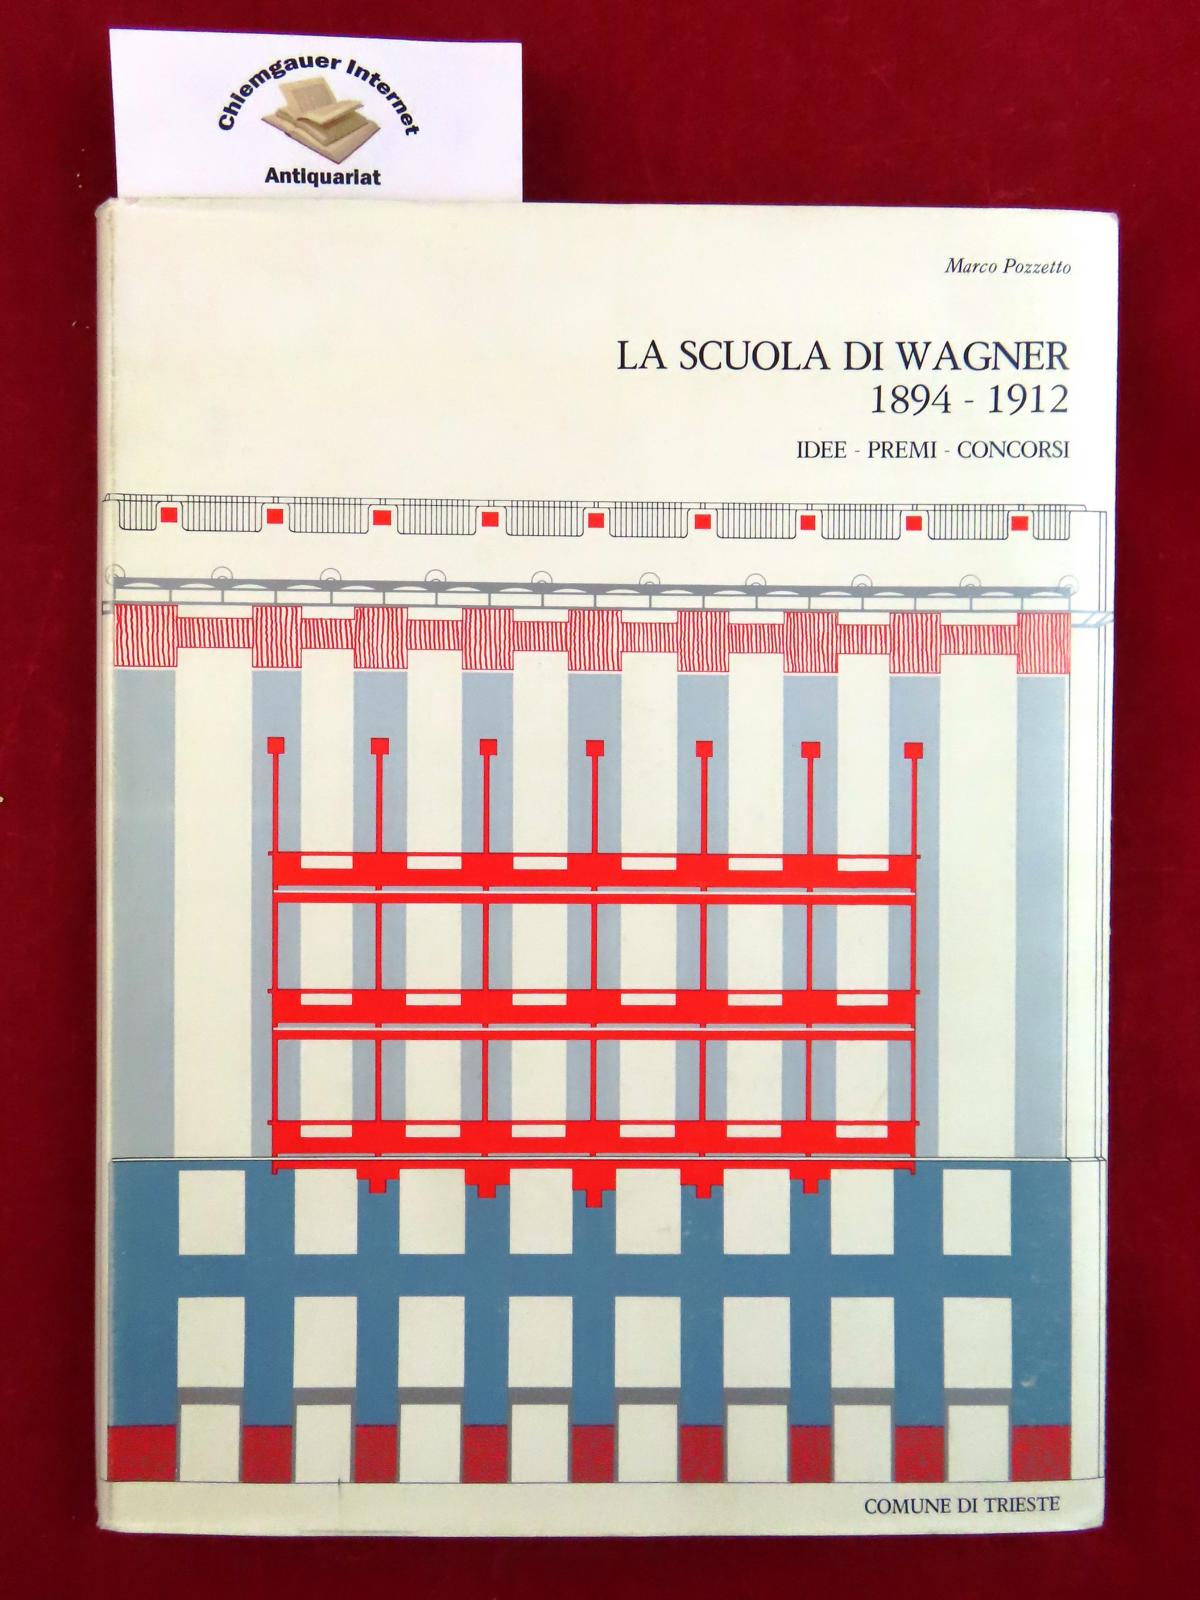 Chiemgauer Internet
Antiquariat
Marco Pozzetto
LA SCUOLA DI WAGNER
1894 - 1912
IDEE - PREMI - CONCORSI
COMUNE DI TRIESTE